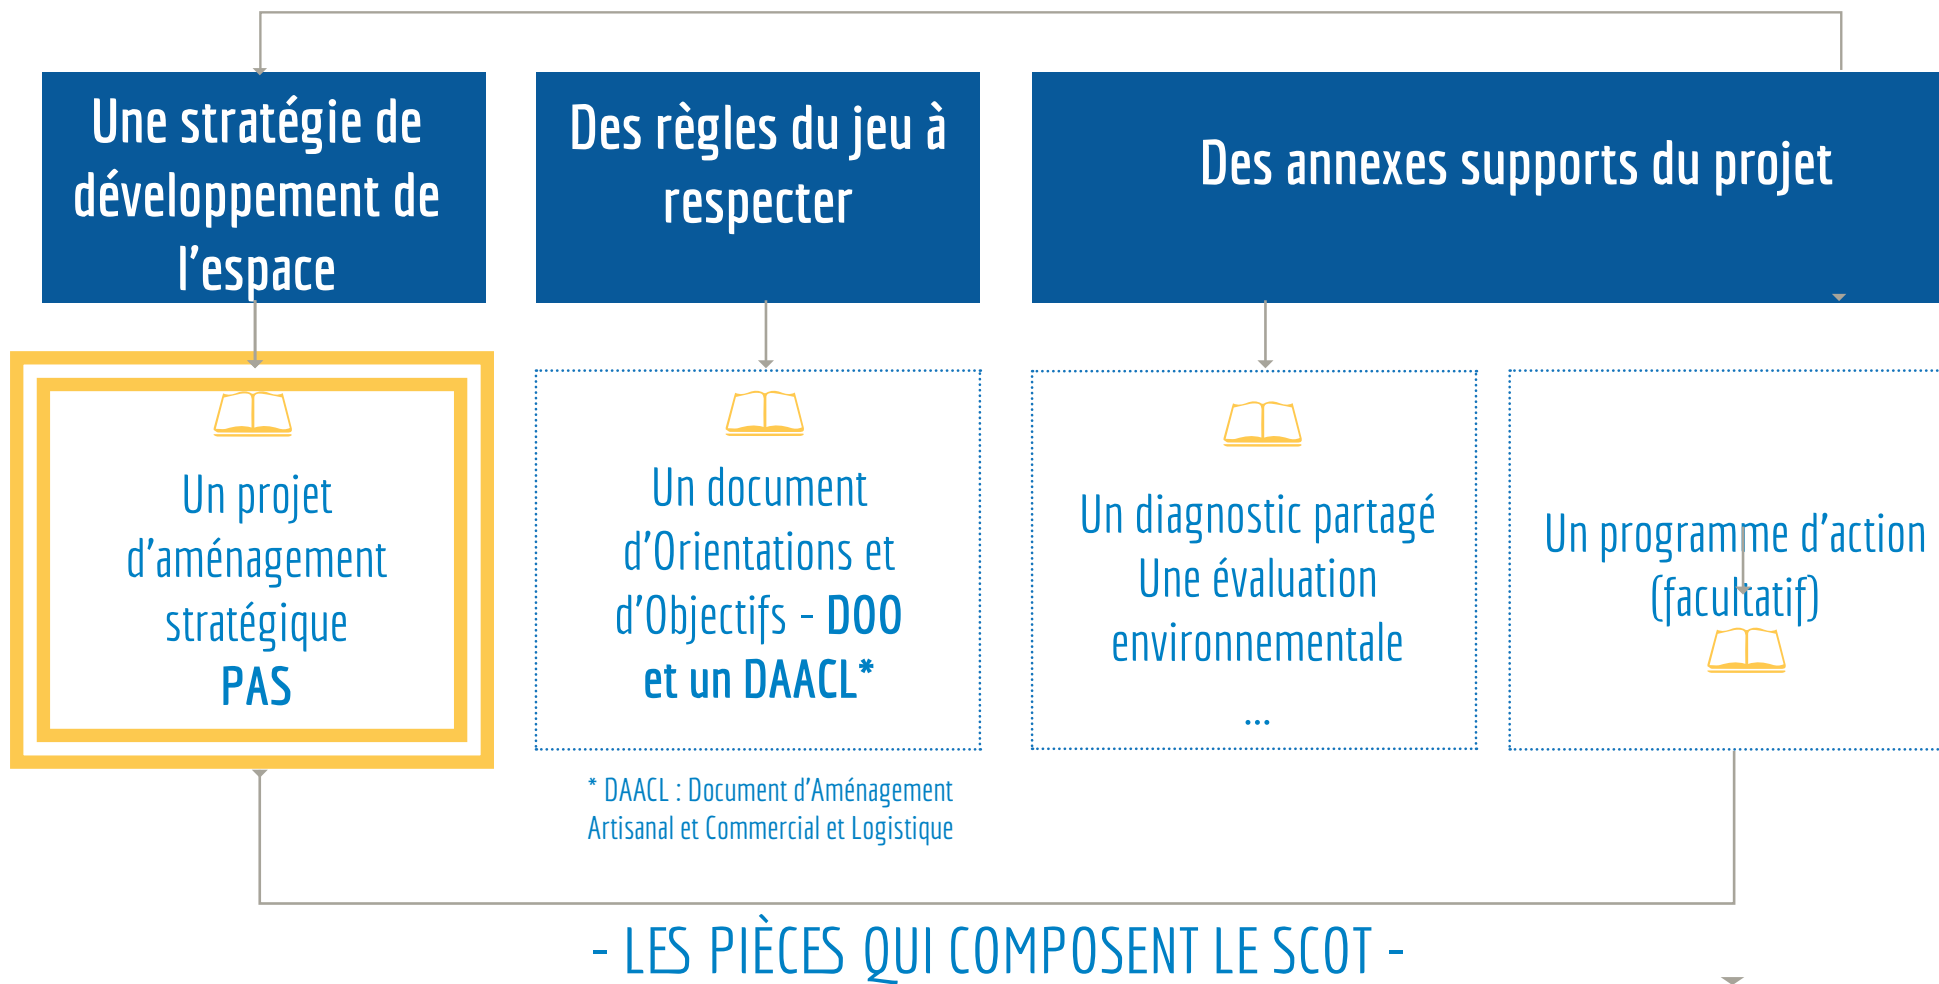 Une stratégie de
développement de
l'espace
Des règles du jeu à
respecter
Des annexes supports du projet
Un projet
d'aménagement
stratégique
PAS
Un document
d'Orientations et
d'Objectifs - DOO
et un DAACL*
Un diagnostic partagé
Une évaluation
environnementale
...
Un programme d'action
(facultatif)
* DAACL : Document d'Aménagement
Artisanal et Commercial et Logistique
- LES PIÈCES QUI COMPOSENT LE SCOT -